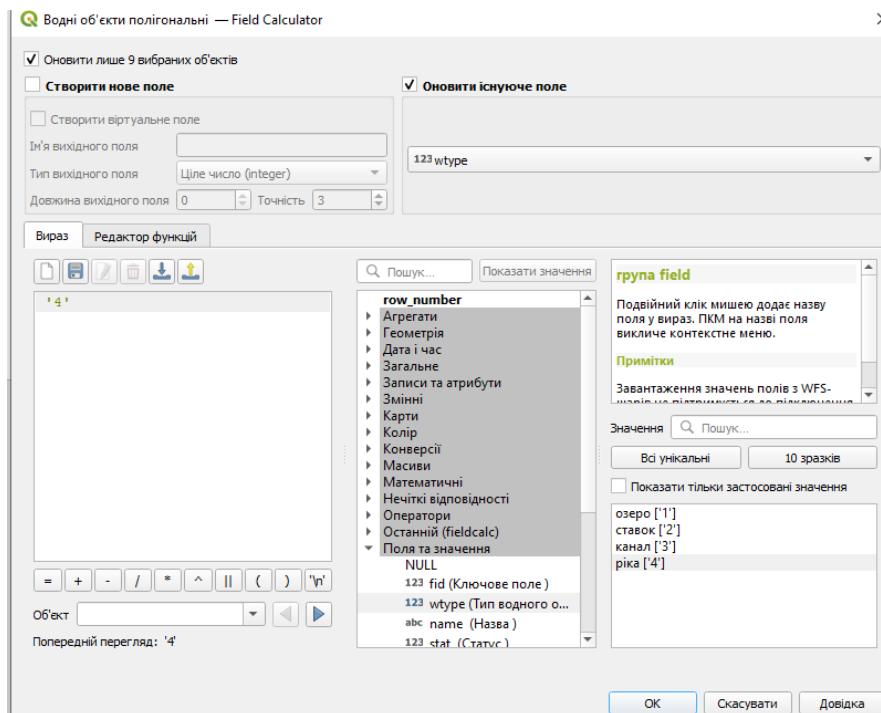 Водні об'єкти полігональні — Field Calculator
Оновити лише 9 вибраних об'єктів
Створити нове поле
Оновити існуюче поле
Створити віртуальне поле
Ім'я вихідного поля
Тип вихідного поля Ціле число (integer)
Довжина вихідного поля 0 Точність 3
123 wtype
Вираз Редактор функцій
'4'
= + - / * ^ || ( ) '\n'
Об'єкт
Попередній перегляд: '4'
Пошук... Показати значення
row_number
Агрегати
Геометрія
Дата і час
Загальне
Записи та атрибути
Змінні
Карти
Колір
Конверсії
Масиви
Математичні
Нечіткі відповідності
Оператори
Останній (fieldcalc)
Поля та значення
NULL
123 fid (Ключове поле)
123 wtype (Тип водного о...
abc name (Назва)
123 stat (Статус)
група field
Подвійний клік мишею додає назву
поля у вираз. ПКМ на назві поля
викличе контекстне меню.
Примітки
Завантаження значень полів з WFS-
шарів не підтримується до підключення
Значення Пошук...
Всі унікальні 10 зразків
Показати тільки застосовані значення
озеро ['1']
ставок ['2']
канал ['3']
ріка ['4']
OK Скасувати Довідка